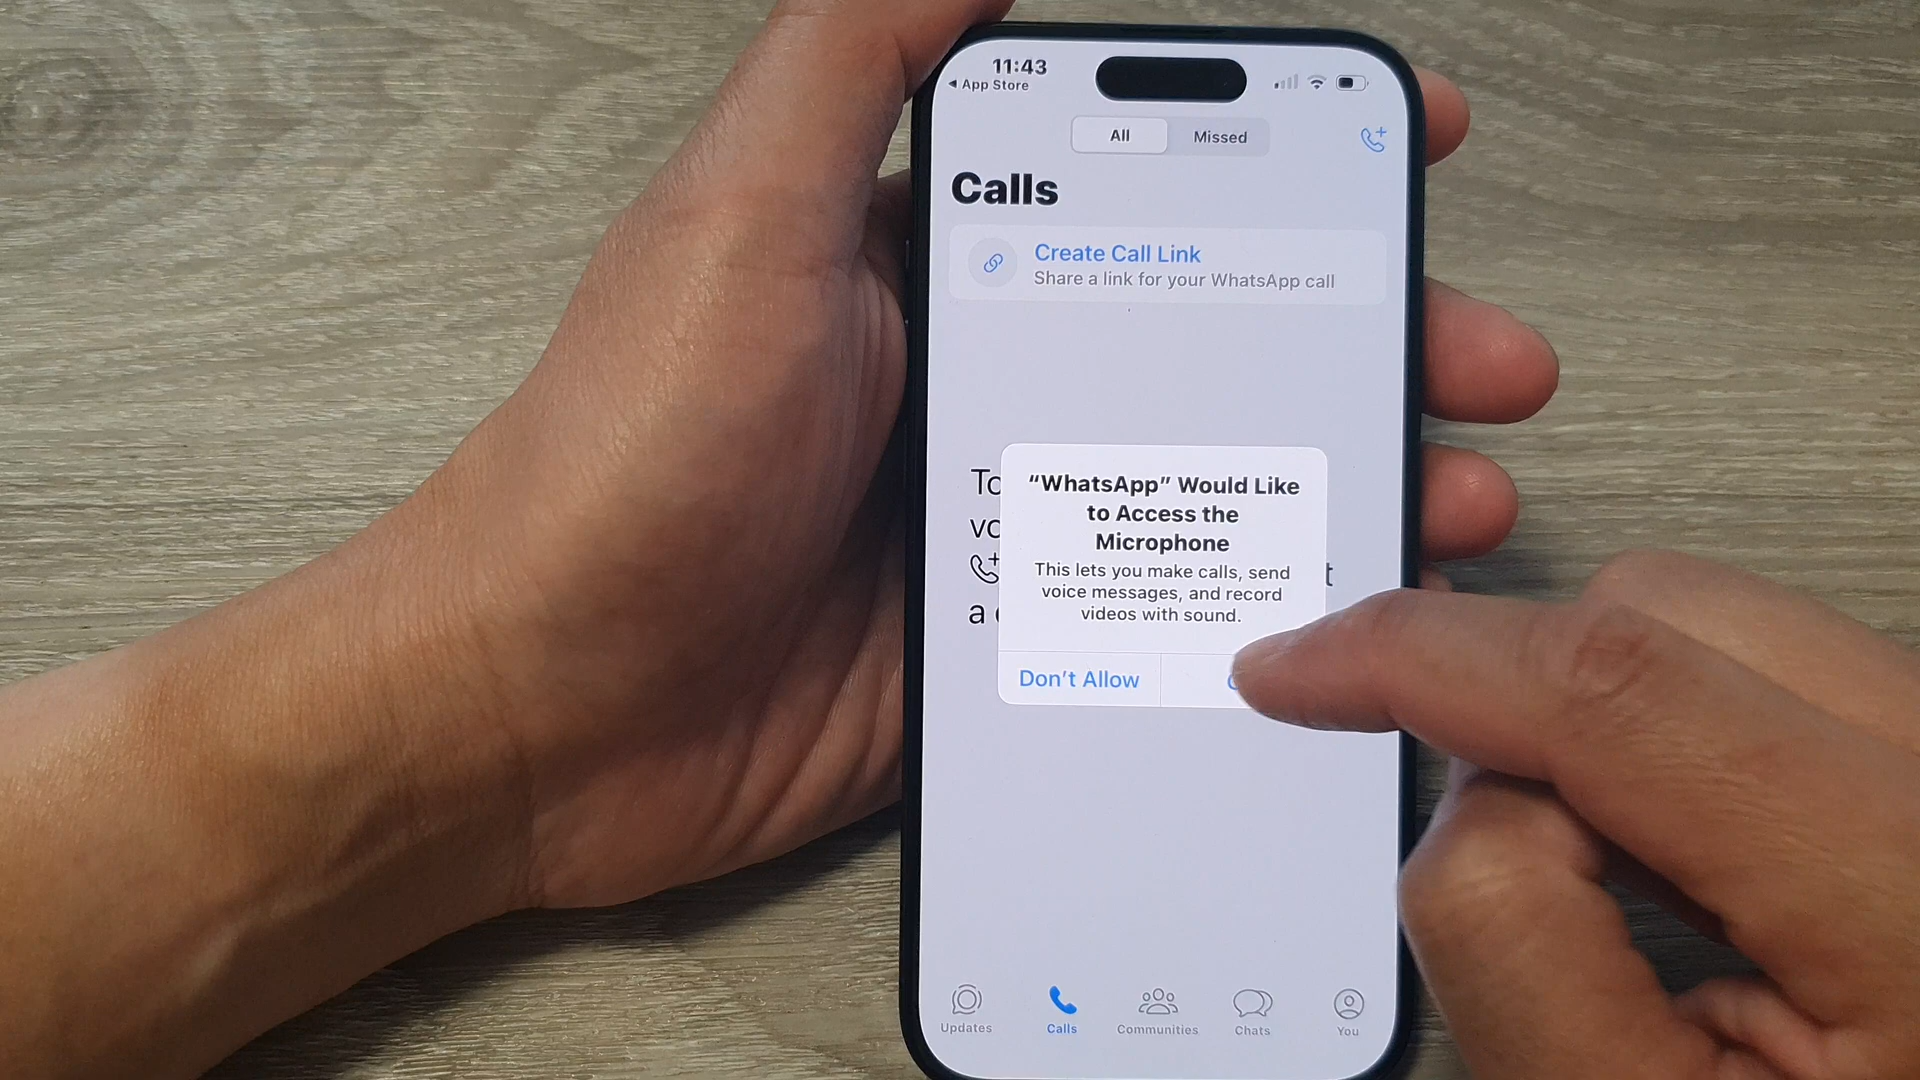 11:43
◀ App Store
All Missed
Calls
Create Call Link
Share a link for your WhatsApp call
“WhatsApp” Would Like
to Access the
Microphone
This lets you make calls, send
voice messages, and record
videos with sound.
Don’t Allow
a
Updates Calls Communities Chats You